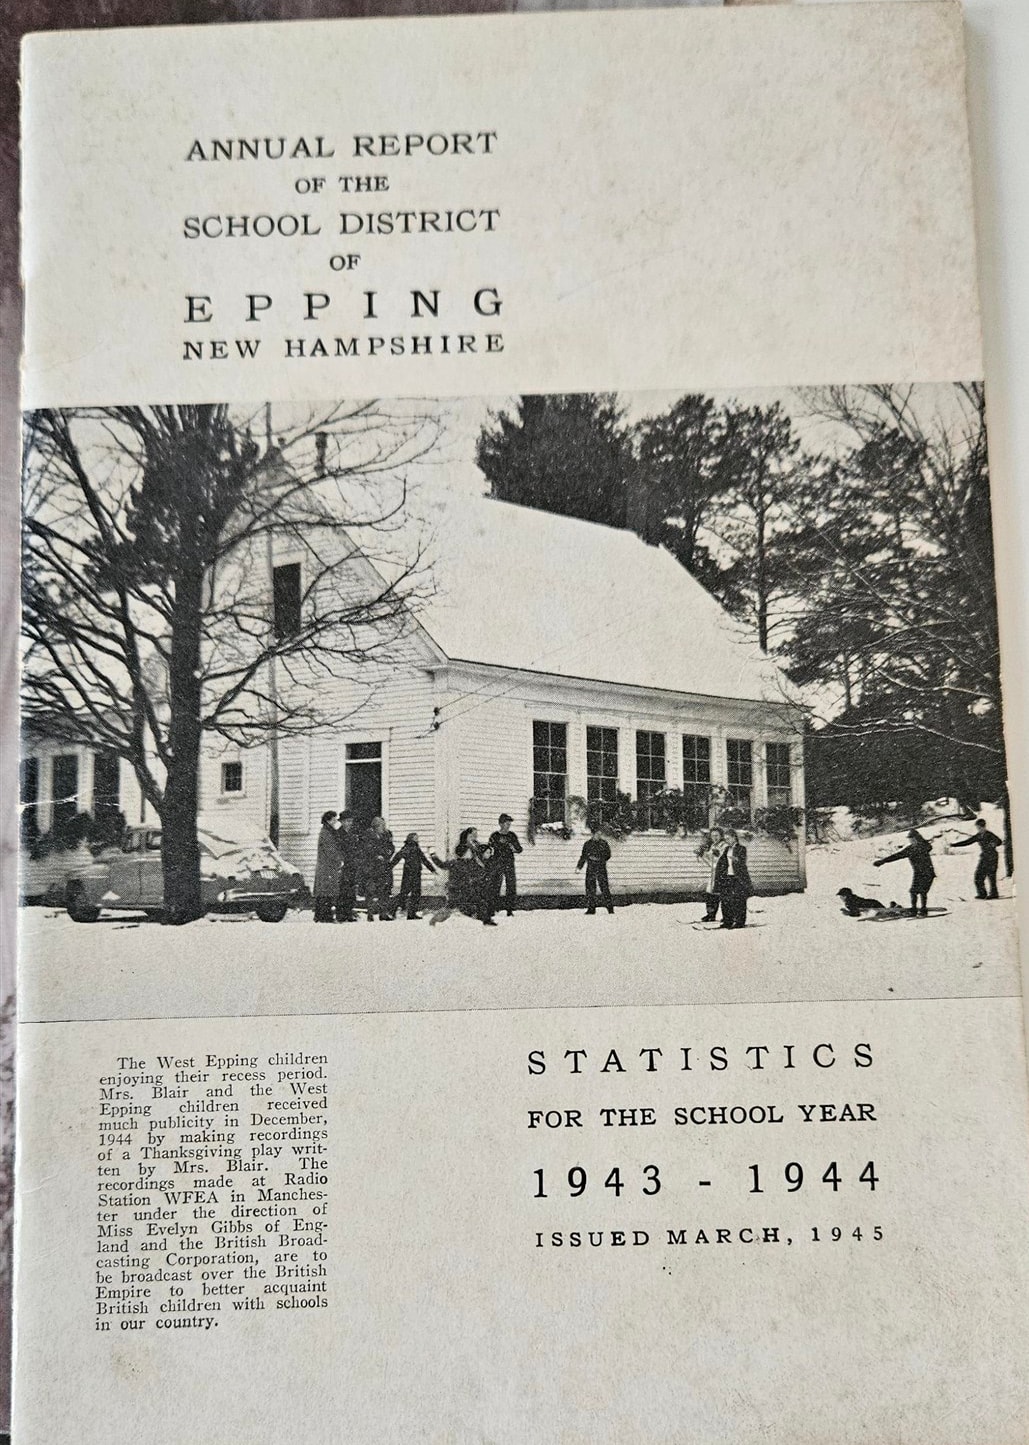 ANNUAL REPORT
OF THE
SCHOOL DISTRICT
OF
EPPING
NEW HAMPSHIRE
The West Epping children
enjoying their recess period.
Mrs. Blair and the West
Epping children received
much publicity in December,
1944 by making recordings
of a Thanksgiving play writ-
ten by Mrs. Blair. The
recordings made at Radio
Station WFEA in Manches-
ter under the direction of
Miss Evelyn Gibbs of Eng-
land and the British Broad-
casting Corporation, are to
be broadcast over the British
Empire to better acquaint
British children with schools
in our country.
STATISTICS
FOR THE SCHOOL YEAR
1943 - 1944
ISSUED MARCH, 1945